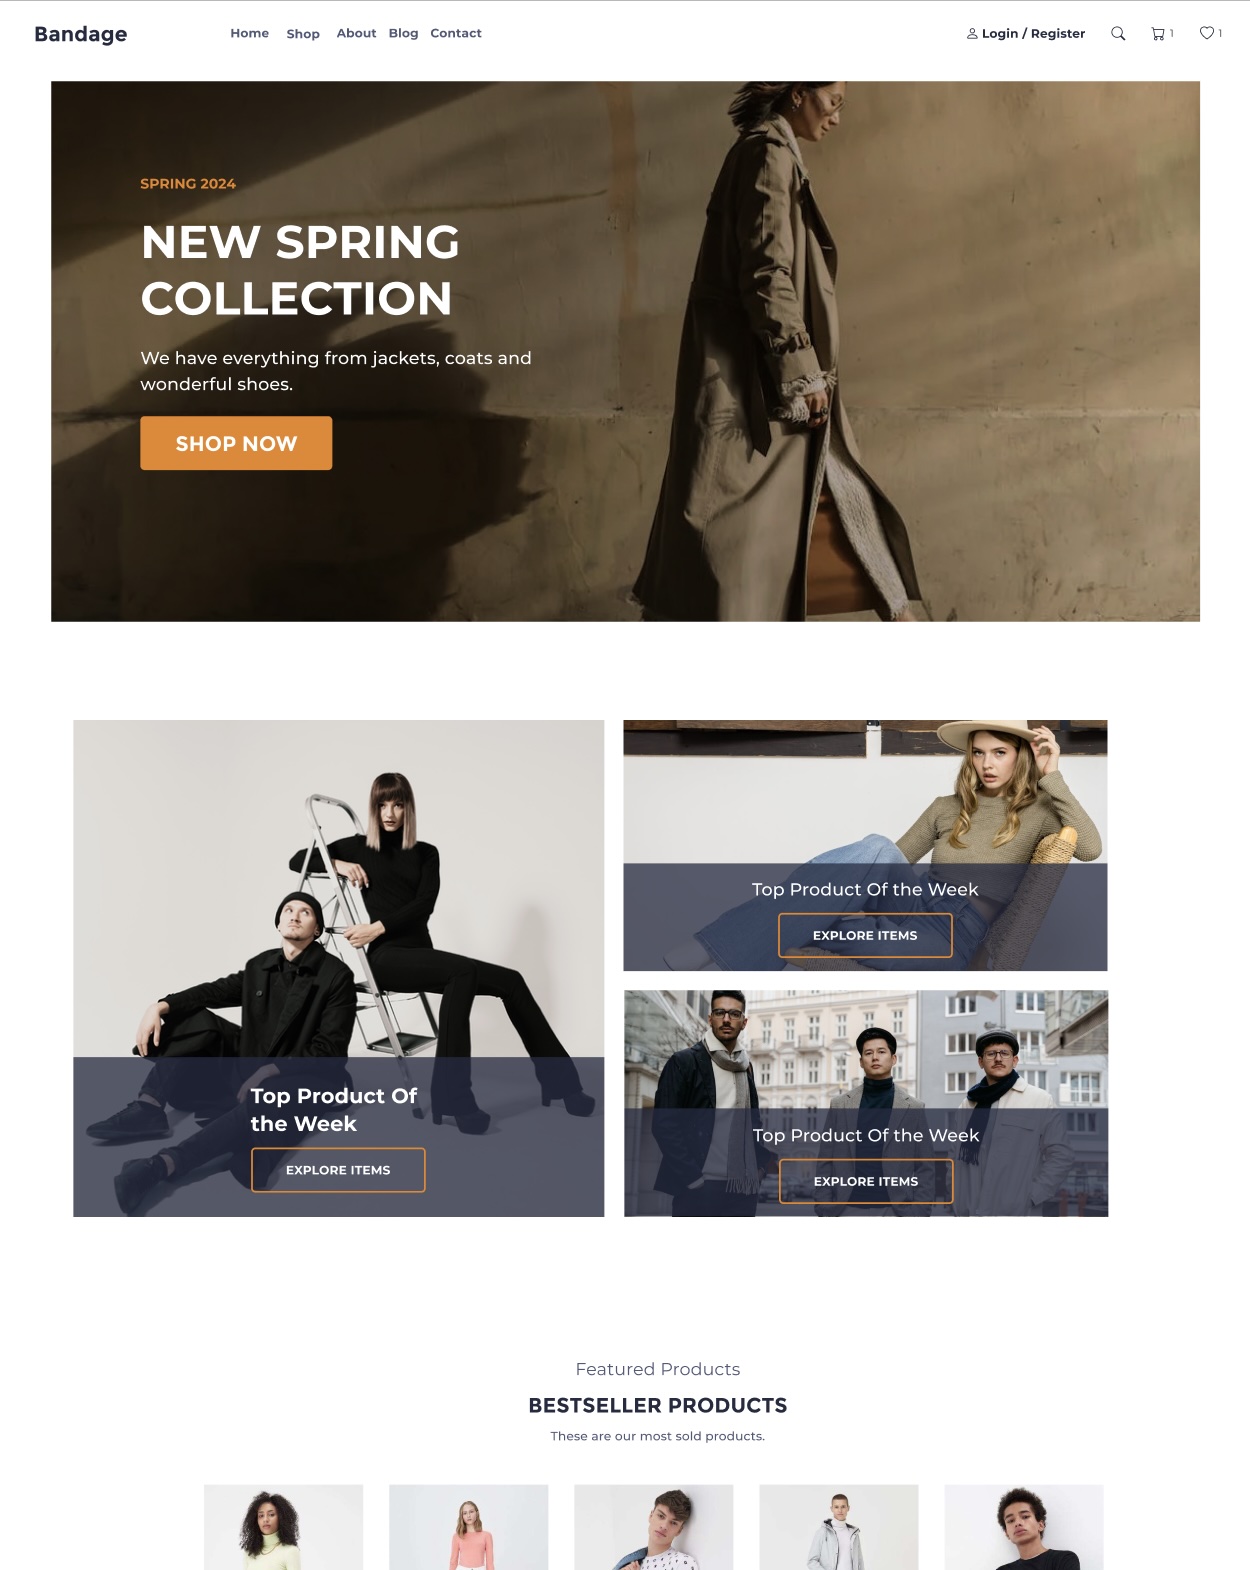 Bandage
Home Shop About Blog Contact
Login / Register
1
1
SPRING 2024
NEW SPRING
COLLECTION
We have everything from jackets, coats and
wonderful shoes.
SHOP NOW
Top Product Of
the Week
EXPLORE ITEMS
Top Product Of the Week
EXPLORE ITEMS
Top Product Of the Week
EXPLORE ITEMS
Featured Products
BESTSELLER PRODUCTS
These are our most sold products.